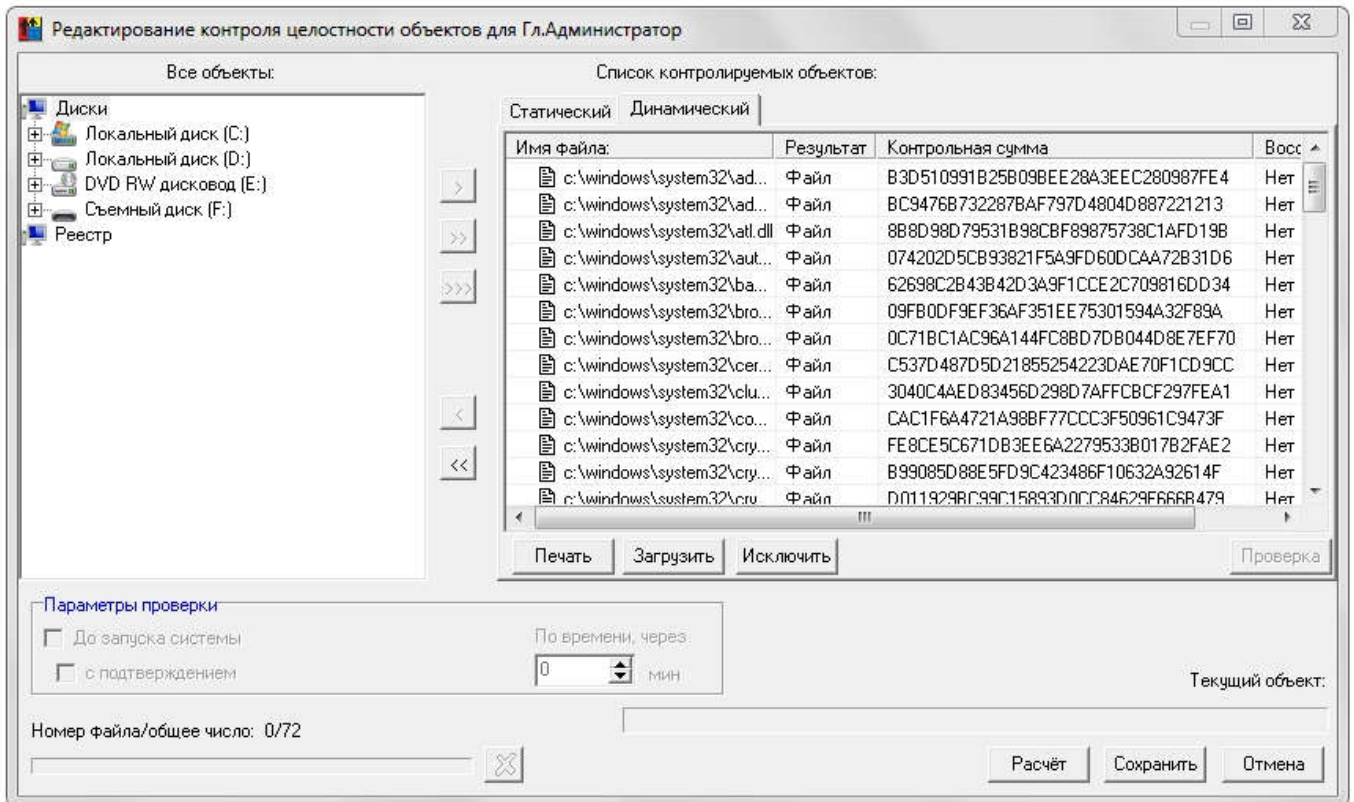 Редактирование контроля целостности объектов для Гл.Администратор
Все объекты:
Список контролируемых объектов:
Диски
Локальный диск (C:)
Локальный диск (D:)
DVD RW дисковод (E:)
Съемный диск (F:)
Реестр
>
>>
>>>
<
<<
Статический Динамический
Имя файла: Результат Контрольная сумма Восс
c:\windows\system32\ad... Файл B3D510991B25B09BEE28A3EEC280987FE4 Нет
c:\windows\system32\ad... Файл BC9476B732287BAF797D4804D887221213 Нет
c:\windows\system32\atl.dll Файл 8B8D98D79531B98CBF89875738C1AFD19B Нет
c:\windows\system32\aut... Файл 074202D5CB93821F5A9FD60DCAA72B31D6 Нет
c:\windows\system32\ba... Файл 62698C2B43B42D3A9F1CCE2C709816DD34 Нет
c:\windows\system32\bro... Файл 09FB0DF9EF36AF351EE75301594A32F89A Нет
c:\windows\system32\bro... Файл 0C71BC1AC96A144FC8BD7DB044D8E7EF70 Нет
c:\windows\system32\cer... Файл C537D487D5D21855254223DAE70F1CD9CC Нет
c:\windows\system32\clu... Файл 3040C4AED83456D298D7AFFCBCF297FEA1 Нет
c:\windows\system32\co... Файл CAC1F6A4721A98BF77CCC3F50961C9473F Нет
c:\windows\system32\cry... Файл FE8CE5C671DB3EE6A2279533B017B2FAE2 Нет
c:\windows\system32\cry... Файл B99085D88E5FD9C423486F10632A92614F Нет
c:\windows\system32\cru Файл D011929BC99C15893D0CC84629F666B479 Нет
Печать Загрузить Исключить Проверка
Параметры проверки
До запуска системы
с подтверждением
По времени, через
0 мин
Текущий объект:
Номер файла/общее число: 0/72
Расчёт Сохранить Отмена